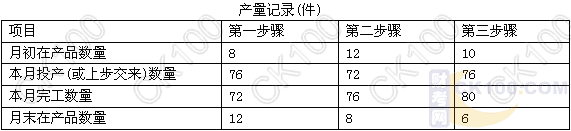 产量记录(件)
项目 第一步骤 第二步骤 第三步骤
月初在产品数量 8 12 10
本月投产(或上步交来)数量 76 72 76
本月完工数量 72 76 80
月末在产品数量 12 8 6